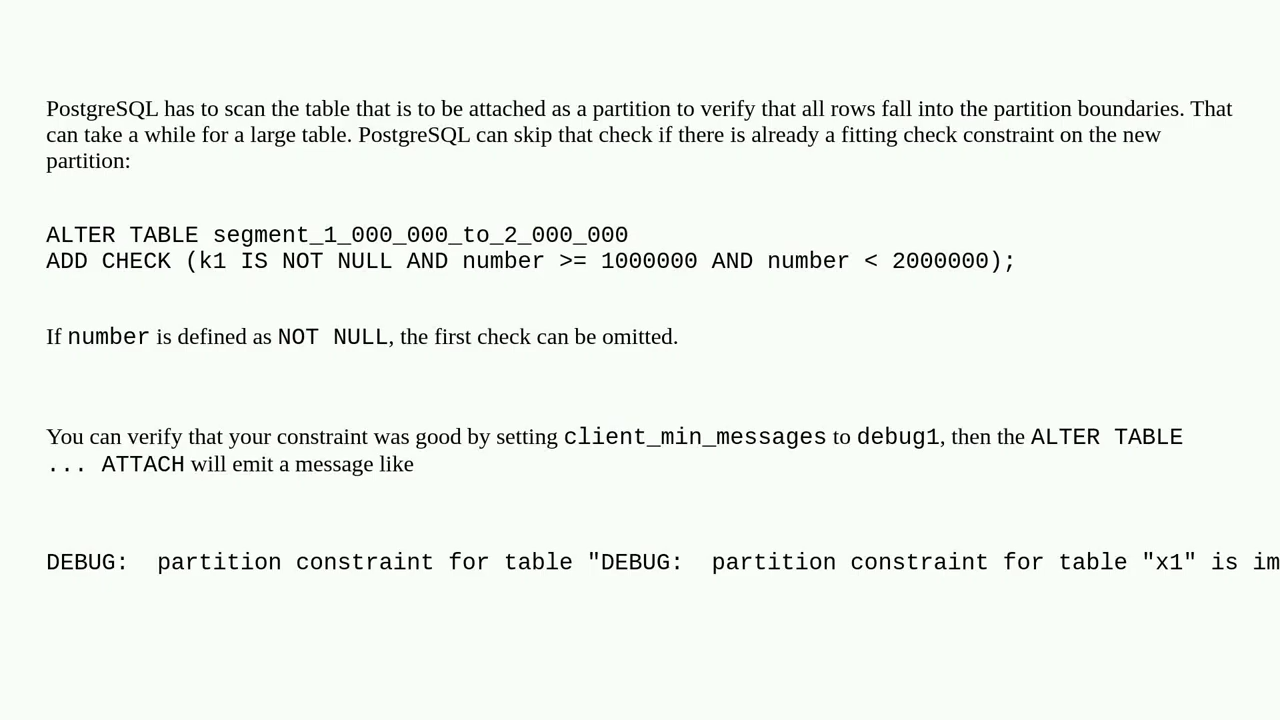 PostgreSQL has to scan the table that is to be attached as a partition to verify that all rows fall into the partition boundaries. That
can take a while for a large table. PostgreSQL can skip that check if there is already a fitting check constraint on the new
partition:
ALTER TABLE segment_1_000_000_to_2_000_000
ADD CHECK (k1 IS NOT NULL AND number >= 1000000 AND number < 2000000);
If number is defined as NOT NULL, the first check can be omitted.
You can verify that your constraint was good by setting client_min_messages to debug1, then the ALTER TABLE
... ATTACH will emit a message like
DEBUG:  partition constraint for table "DEBUG:  partition constraint for table "x1" is im